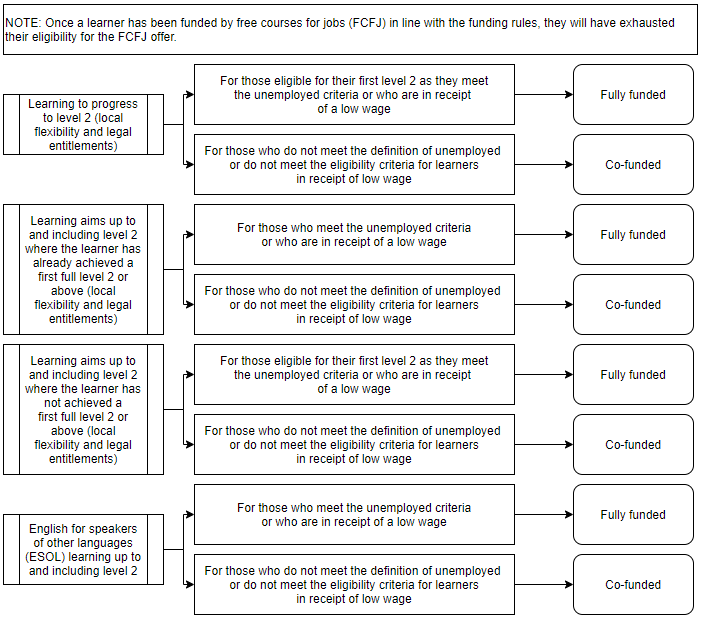 NOTE: Once a learner has been funded by free courses for jobs (FCFJ) in line with the funding rules, they will have exhausted
their eligibility for the FCFJ offer.
Learning to progress
to level 2 (local
flexibility and legal
entitlements)
For those eligible for their first level 2 as they meet
the unemployed criteria or who are in receipt
of a low wage
Fully funded
For those who do not meet the definition of unemployed
or do not meet the eligibility criteria for learners
in receipt of low wage
Co-funded
Learning aims up to
and including level 2
where the learner has
already achieved a
first full level 2 or
above (local
flexibility and legal
entitlements)
For those who meet the unemployed criteria
or who are in receipt of a low wage
Fully funded
For those who do not meet the definition of unemployed
or do not meet the eligibility criteria for learners
in receipt of low wage
Co-funded
Learning aims up to
and including level 2
where the learner has
not achieved a
first full level 2 or
above (local
flexibility and legal
entitlements)
For those eligible for their first level 2 as they meet
the unemployed criteria or who are in receipt
of a low wage
Fully funded
For those who do not meet the definition of unemployed
or do not meet the eligibility criteria for learners
in receipt of low wage
Co-funded
English for speakers
of other languages
(ESOL) learning up to
and including level 2
For those who meet the unemployed criteria
or who are in receipt of a low wage
Fully funded
For those who do not meet the definition of unemployed
or do not meet the eligibility criteria for learners
in receipt of low wage
Co-funded